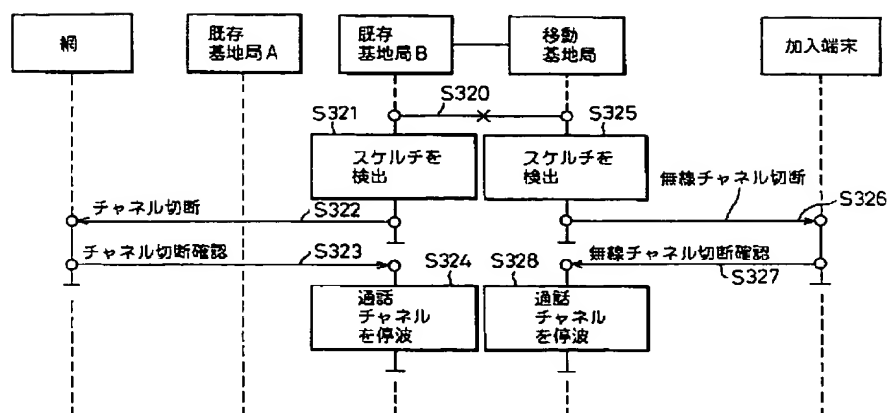 網
既存
基地局A
既存
基地局B
移動
基地局
加入端末
S320
S321
S325
スケルチを
検出
スケルチを
検出
チャネル切断
S322
無線チャネル切断
S326
チャネル切断確認
S323
S324
S328
無線チャネル切断確認
S327
通話
チャネル
を停波
通話
チャネル
を停波